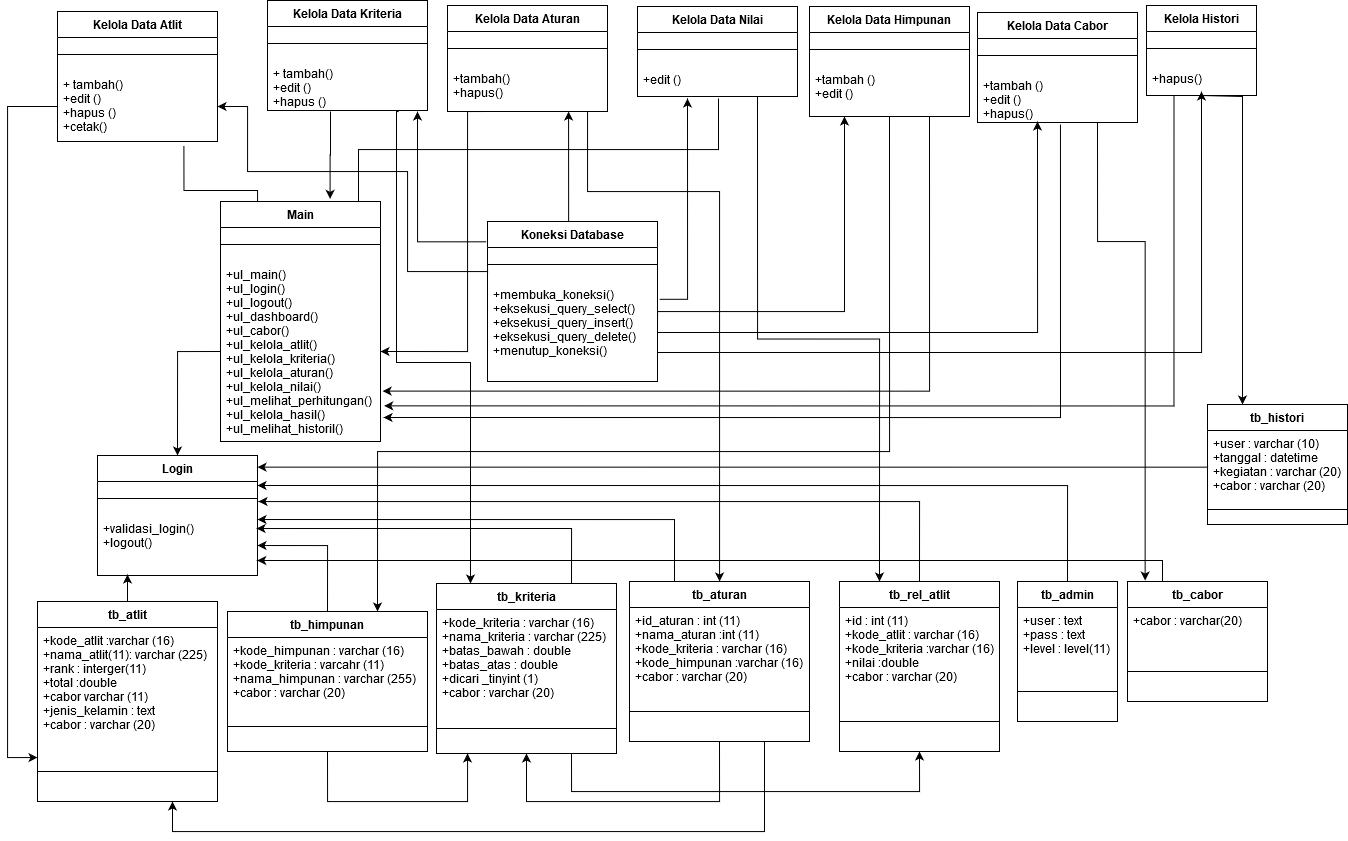 Kelola Data Atlit
+ tambah()
+edit ()
+hapus ()
+cetak()
Kelola Data Kriteria
+ tambah()
+edit ()
+hapus ()
Kelola Data Aturan
+tambah()
+hapus()
Kelola Data Nilai
+edit ()
Kelola Data Himpunan
+tambah ()
+edit ()
Kelola Data Cabor
+tambah ()
+edit ()
+hapus()
Kelola Histori
+hapus()
Main
+ul_main()
+ul_login()
+ul_logout()
+ul_dashboard()
+ul_cabor()
+ul_kelola_atlit()
+ul_kelola_kriteria()
+ul_kelola_aturan()
+ul_kelola_nilai()
+ul_melihat_perhitungan()
+ul_kelola_hasil()
+ul_melihat_historil()
Koneksi Database
+membuka_koneksi()
+eksekusi_query_select()
+eksekusi_query_insert()
+eksekusi_query_delete()
+menutup_koneksi()
tb_histori
+user : varchar (10)
+tanggal : datetime
+kegiatan : varchar (20)
+cabor : varchar (20)
Login
+validasi_login()
+logout()
tb_atlit
+kode_atlit :varchar (16)
+nama_atlit(11): varchar (225)
+rank : interger(11)
+total :double
+cabor varchar (11)
+jenis_kelamin : text
+cabor : varchar (20)
tb_himpunan
+kode_himpunan : varchar (16)
+kode_kriteria : varcahr (11)
+nama_himpunan : varchar (255)
+cabor : varchar (20)
tb_kriteria
+kode_kriteria : varchar (16)
+nama_kriteria : varchar (225)
+batas_bawah : double
+batas_atas : double
+dicari _tinyint (1)
+cabor : varchar (20)
tb_aturan
+id_aturan : int (11)
+nama_aturan :int (11)
+kode_kriteria : varchar (16)
+kode_himpunan :varchar (16)
+cabor : varchar (20)
tb_rel_atlit
+id : int (11)
+kode_atlit : varchar (16)
+kode_kriteria :varchar (16)
+nilai :double
+cabor : varchar (20)
tb_admin
+user : text
+pass : text
+level : level(11)
tb_cabor
+cabor : varchar(20)